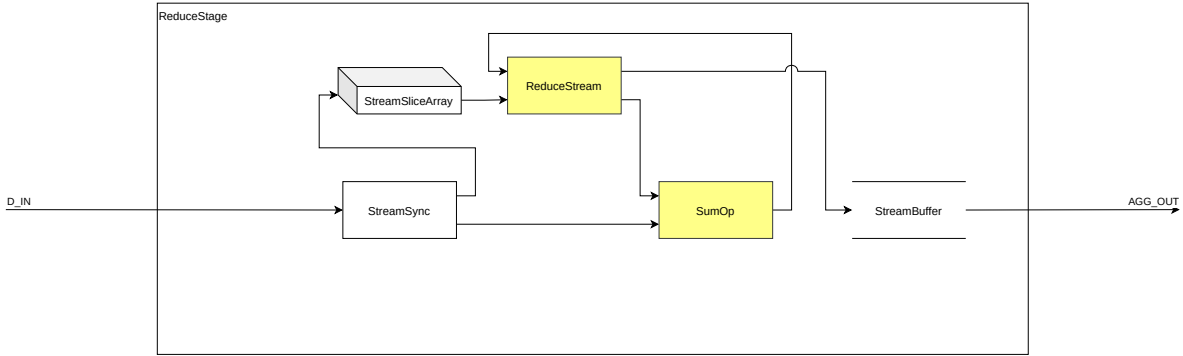 ReduceStage
ReduceStream
StreamSliceArray
D_IN
AGG_OUT
StreamSync
SumOp
StreamBuffer